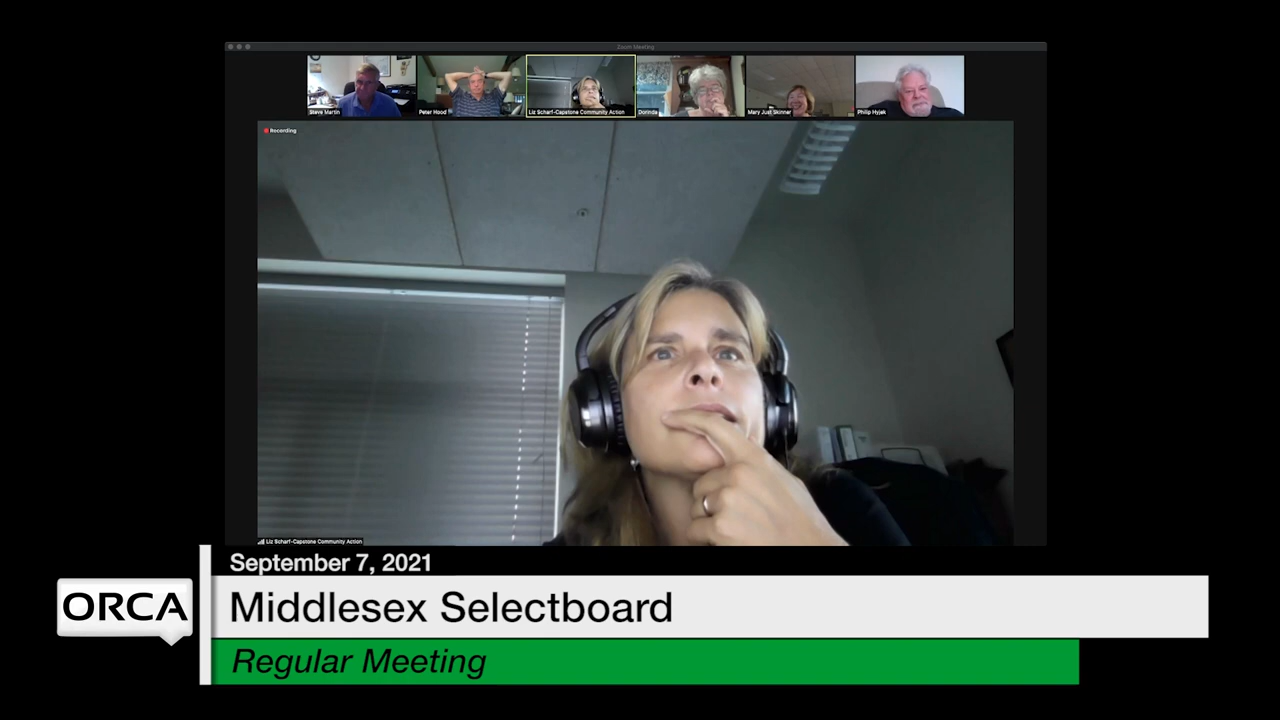 Zoom Meeting
Steve Martin
Peter Hood
Liz Scharf-Capstone Community Action
Dorinda
Mary Just Skinner
Philip Hyjek
Recording
Liz Scharf-Capstone Community Action
September 7, 2021
ORCA
Middlesex Selectboard
Regular Meeting